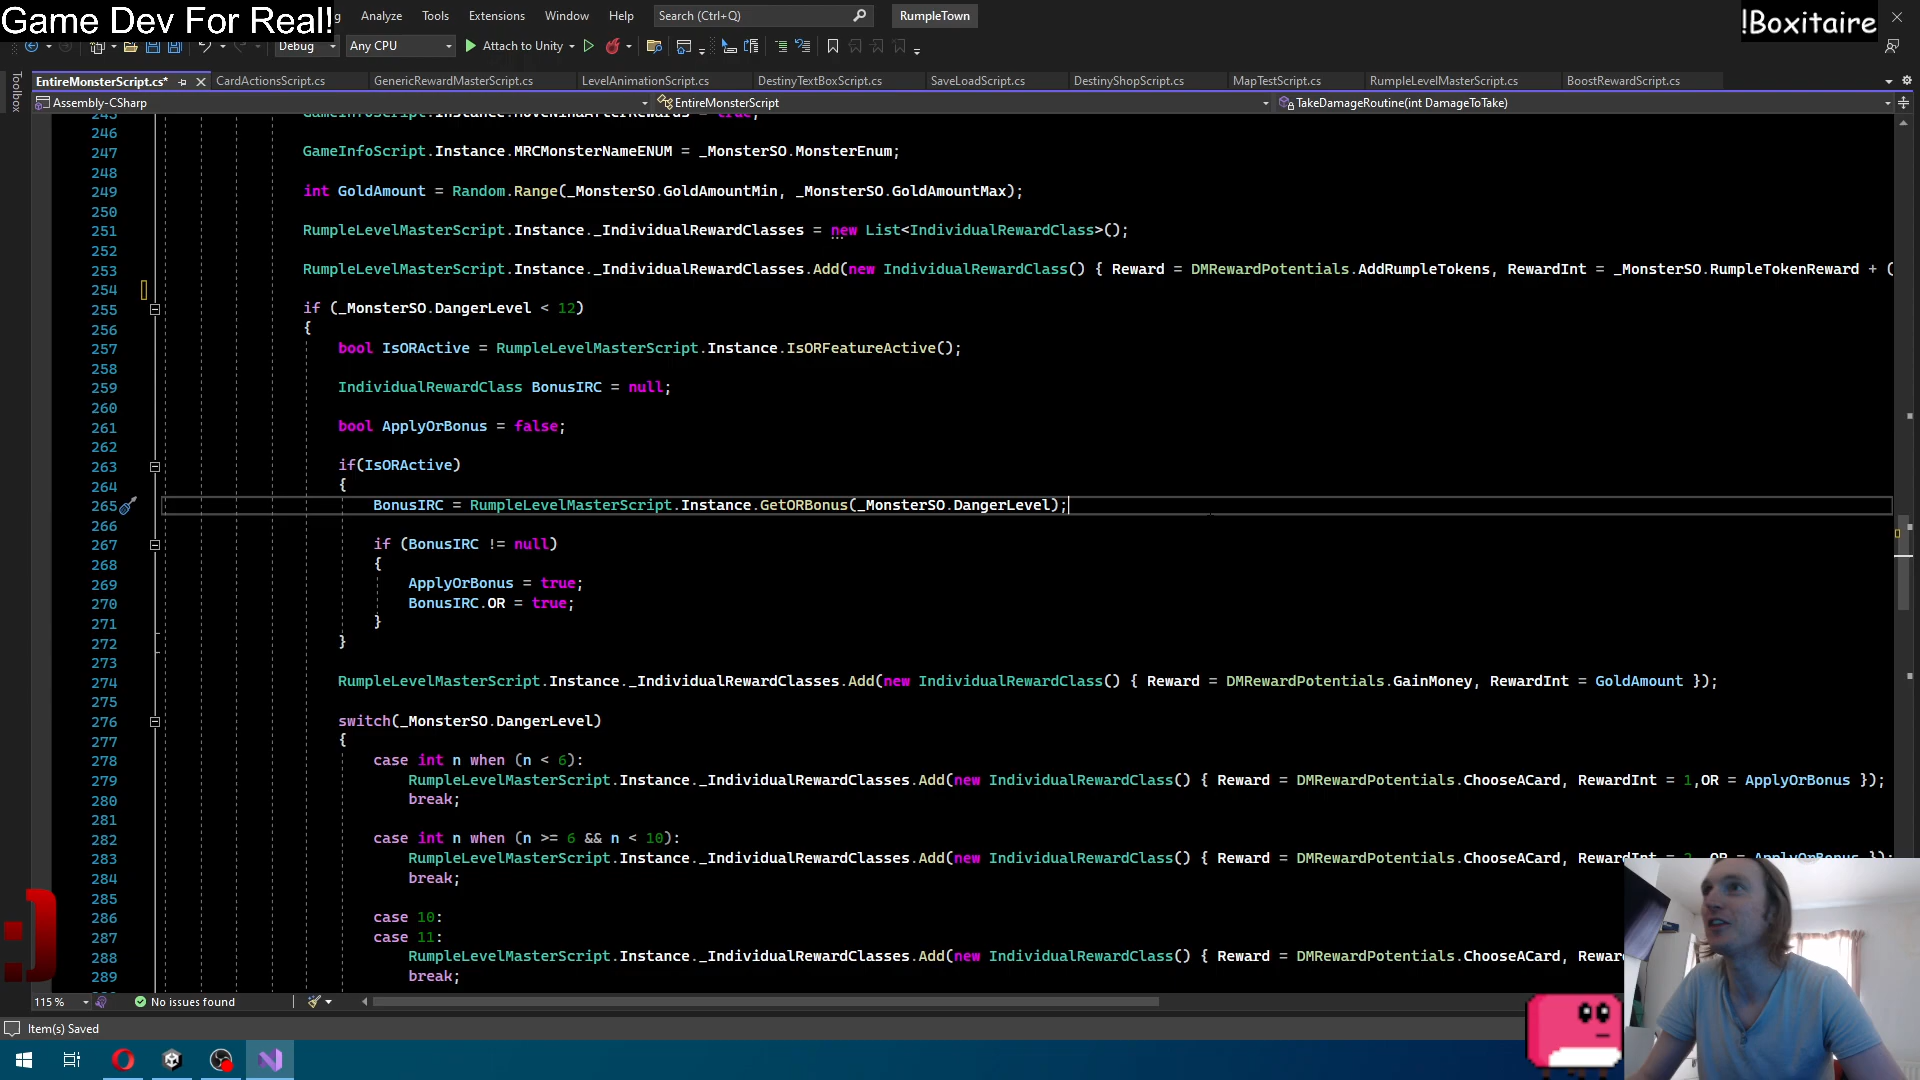 Game Dev For Real!
Analyze Tools Extensions Window Help Search (Ctrl+Q) RumpleTown
!Boxitaire
Debug Any CPU Attach to Unity
Toolbox
EntireMonsterScript.cs* CardActionsScript.cs GenericRewardMasterScript.cs LevelAnimationScript.cs DestinyTextBoxScript.cs SaveLoadScript.cs DestinyShopScript.cs MapTestScript.cs RumpleLevelMasterScript.cs BoostRewardScript.cs
Assembly-CSharp EntireMonsterScript TakeDamageRoutine(int DamageToTake)
246
247 GameInfoScript.Instance.MRCMonsterNameENUM = _MonsterSO.MonsterEnum;
248
249 int GoldAmount = Random.Range(_MonsterSO.GoldAmountMin, _MonsterSO.GoldAmountMax);
250
251 RumpleLevelMasterScript.Instance._IndividualRewardClasses = new List<IndividualRewardClass>();
252
253 RumpleLevelMasterScript.Instance._IndividualRewardClasses.Add(new IndividualRewardClass() { Reward = DMRewardPotentials.AddRumpleTokens, RewardInt = _MonsterSO.RumpleTokenReward + (
254
255 if (_MonsterSO.DangerLevel < 12)
256 {
257 bool IsORActive = RumpleLevelMasterScript.Instance.IsORFeatureActive();
258
259 IndividualRewardClass BonusIRC = null;
260
261 bool ApplyOrBonus = false;
262
263 if(IsORActive)
264 {
265 BonusIRC = RumpleLevelMasterScript.Instance.GetORBonus(_MonsterSO.DangerLevel);
266
267 if (BonusIRC != null)
268 {
269 ApplyOrBonus = true;
270 BonusIRC.OR = true;
271 }
272 }
273
274 RumpleLevelMasterScript.Instance._IndividualRewardClasses.Add(new IndividualRewardClass() { Reward = DMRewardPotentials.GainMoney, RewardInt = GoldAmount });
275
276 switch(_MonsterSO.DangerLevel)
277 {
278 case int n when (n < 6):
279 RumpleLevelMasterScript.Instance._IndividualRewardClasses.Add(new IndividualRewardClass() { Reward = DMRewardPotentials.ChooseACard, RewardInt = 1,OR = ApplyOrBonus });
280 break;
281
282 case int n when (n >= 6 && n < 10):
283 RumpleLevelMasterScript.Instance._IndividualRewardClasses.Add(new IndividualRewardClass() { Reward = DMRewardPotentials.ChooseACard,
284 break;
285
286 case 10:
287 case 11:
288 RumpleLevelMasterScript.Instance._IndividualRewardClasses.Add(new IndividualRewardClass() { Reward = DMRewardPotentials.ChooseACard,
289 break;
115 % No issues found
Item(s) Saved